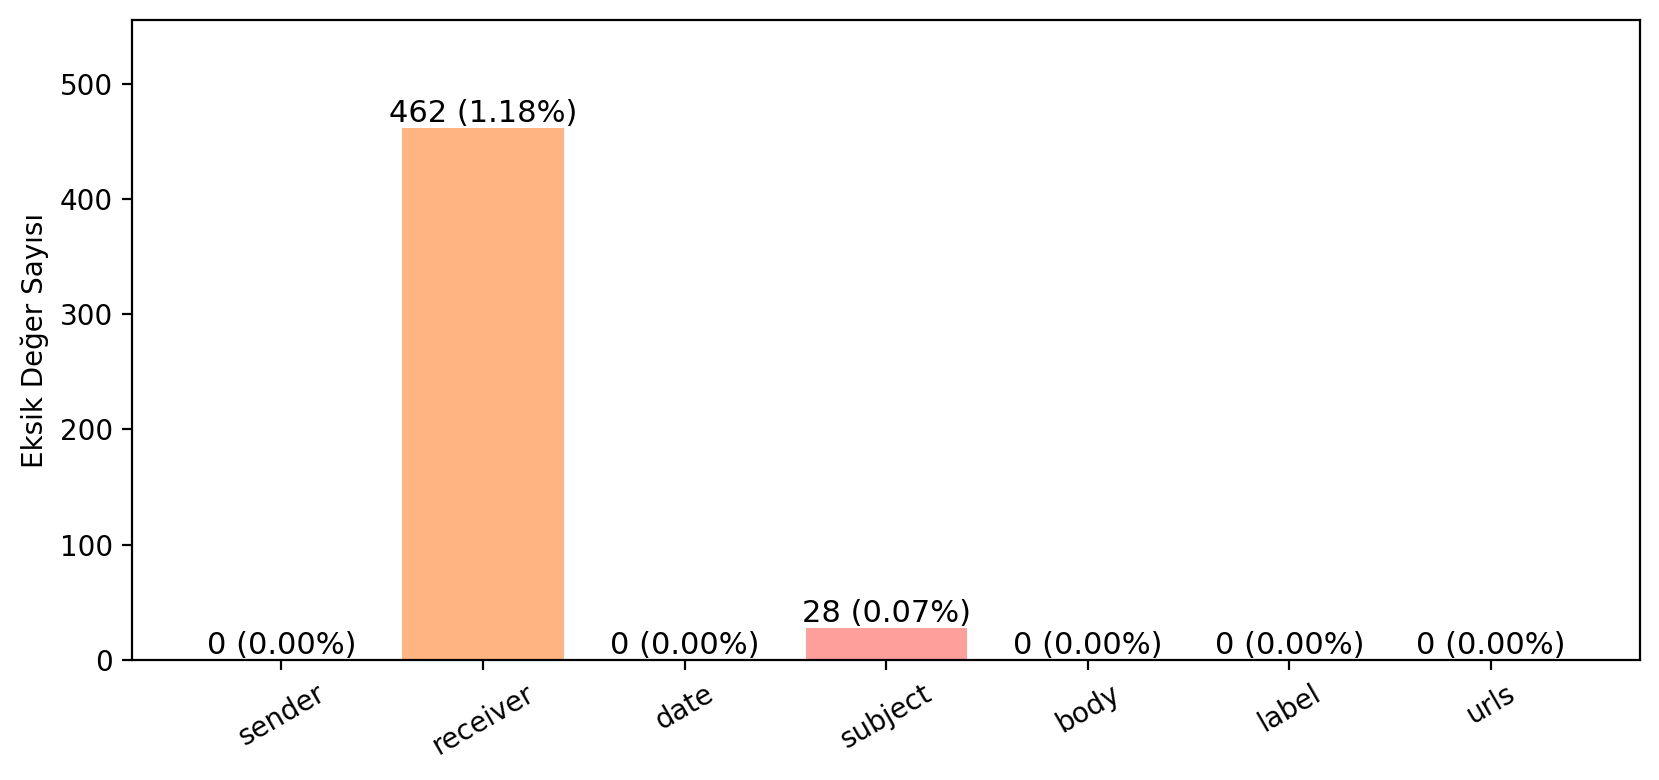 Eksik Değer Sayısı
500
400
300
200
100
0
0 (0.00%)
462 (1.18%)
0 (0.00%)
28 (0.07%)
0 (0.00%)
0 (0.00%)
0 (0.00%)
sender
receiver
date
subject
body
label
urls